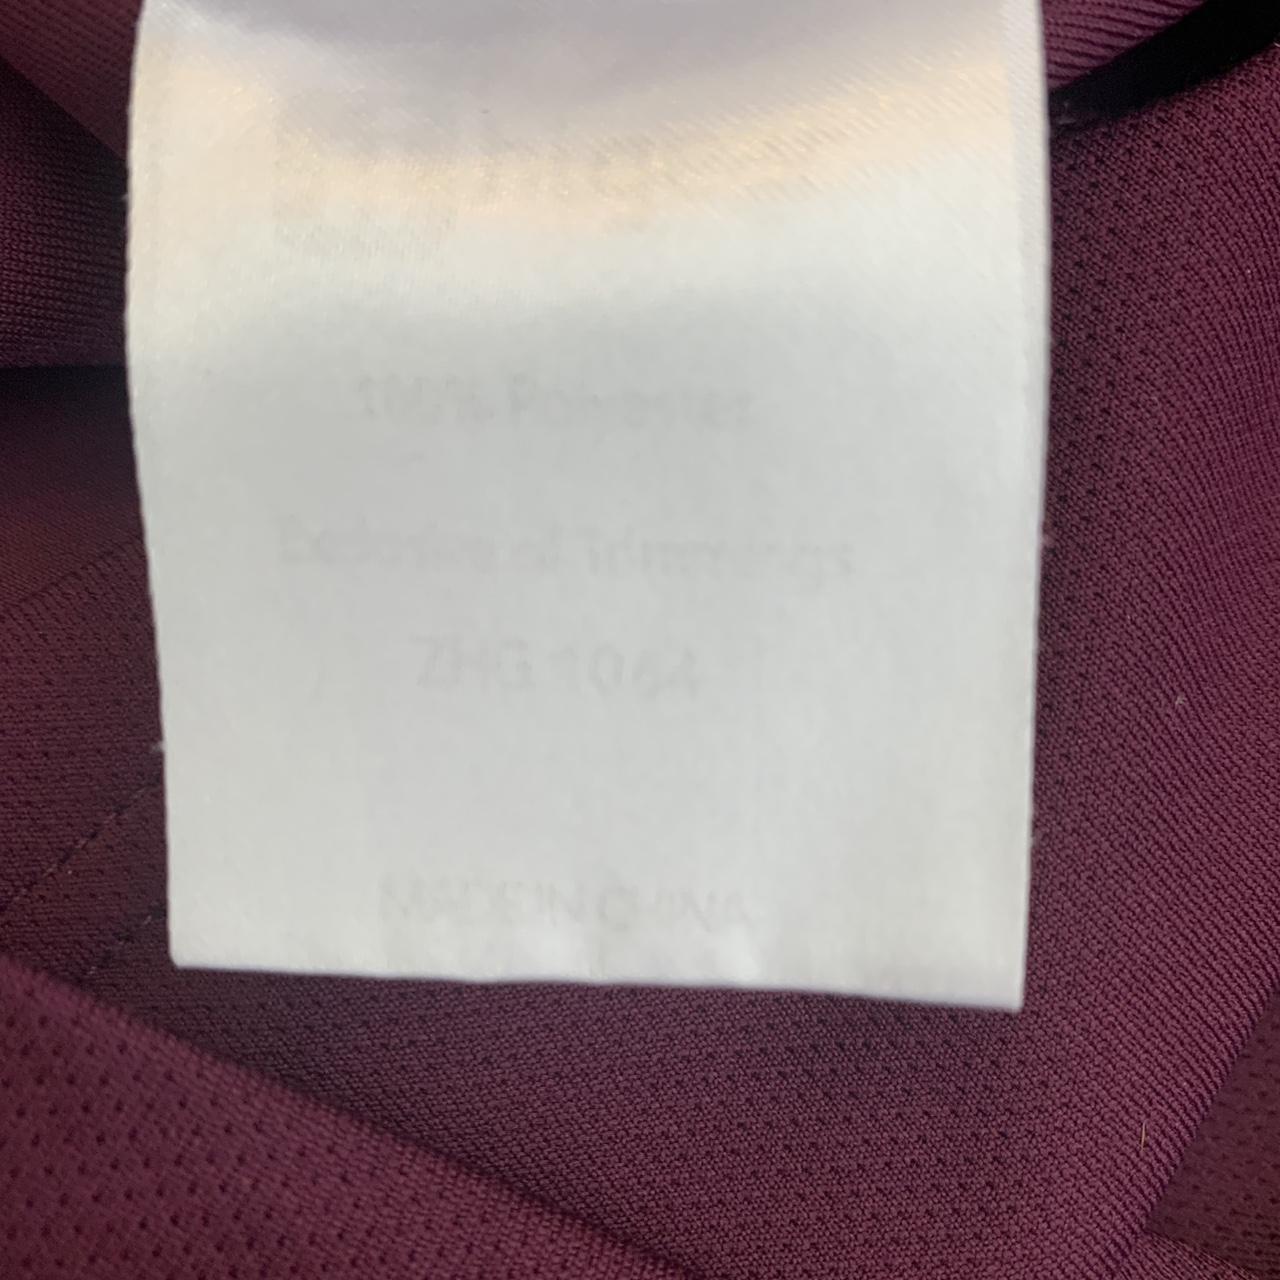 100% Polyester
Exclusive of Trimmings
ZHG 1064
MADE IN CHINA